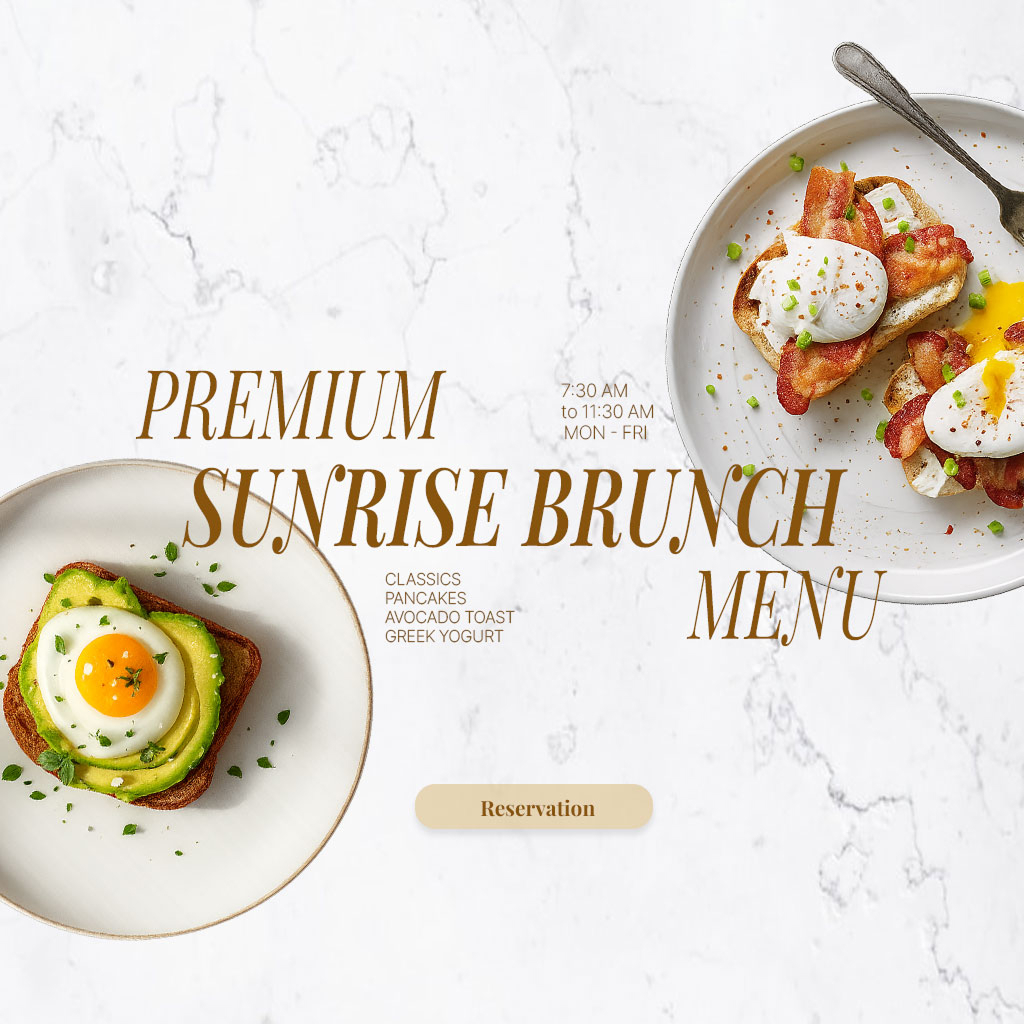 PREMIUM
7:30 AM
to 11:30 AM
MON - FRI
SUNRISE BRUNCH
MENU
CLASSICS
PANCAKES
AVOCADO TOAST
GREEK YOGURT
Reservation